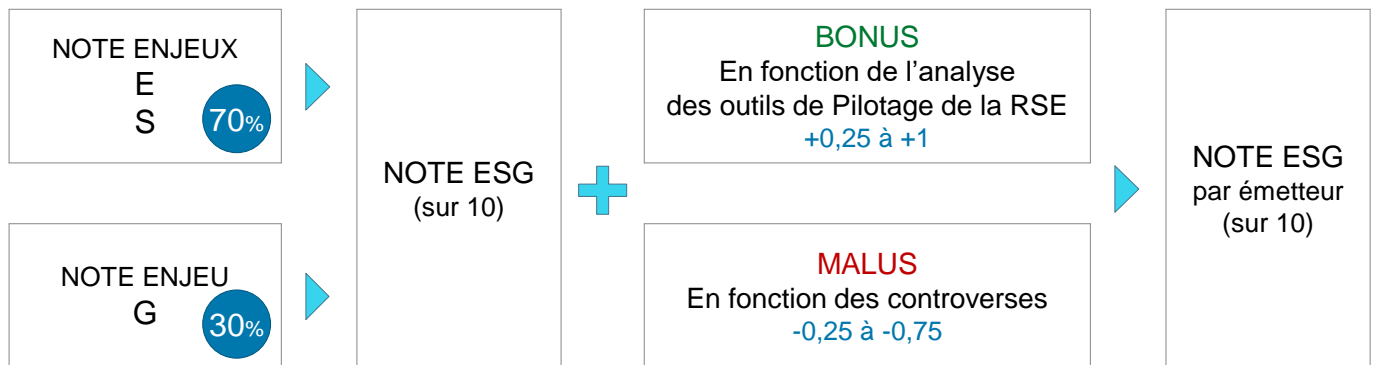 NOTE ENJEUX
E
S
70%
NOTE ENJEU
G
30%
NOTE ESG
(sur 10)
BONUS
En fonction de l'analyse
des outils de Pilotage de la RSE
+0,25 à +1
MALUS
En fonction des controverses
-0,25 à -0,75
NOTE ESG
par émetteur
(sur 10)